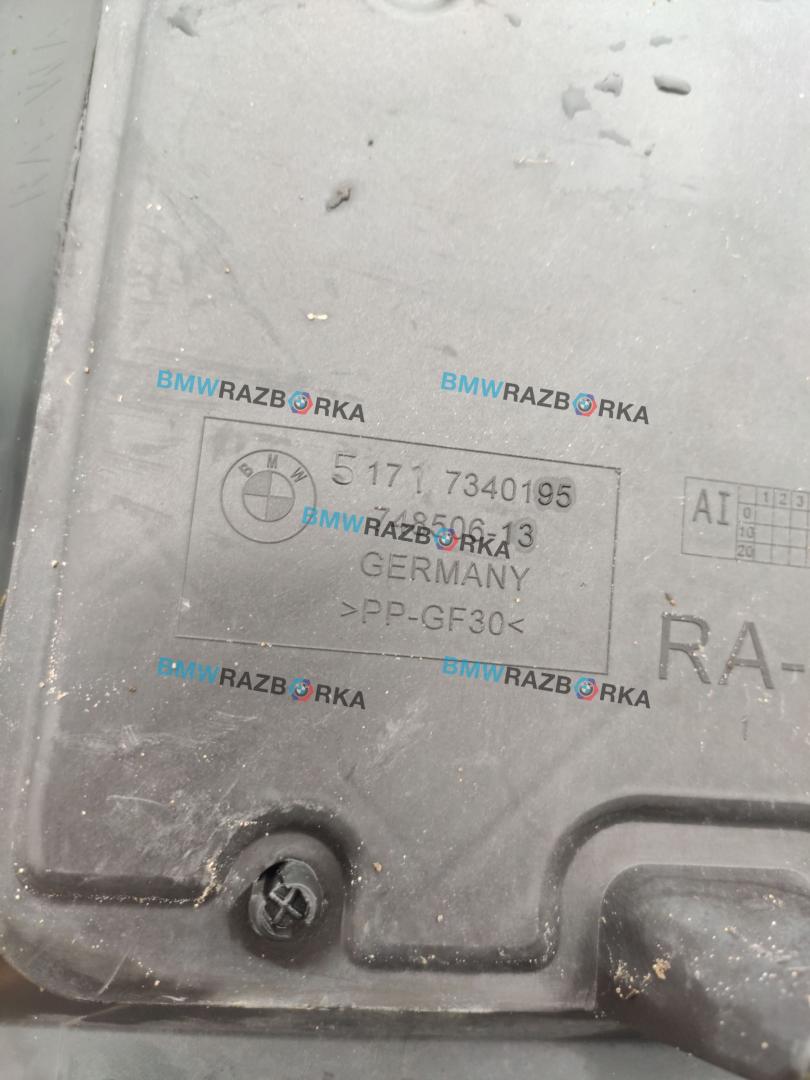 BMWRAZBORKA
BMWRAZBORKA
BMW
5 171 7340195
748506-13
BMWRAZBORKA
GERMANY
>PP-GF30<
AI
1 2 3
0
10
20
RA-
BMWRAZBORKA
BMWRAZBORKA